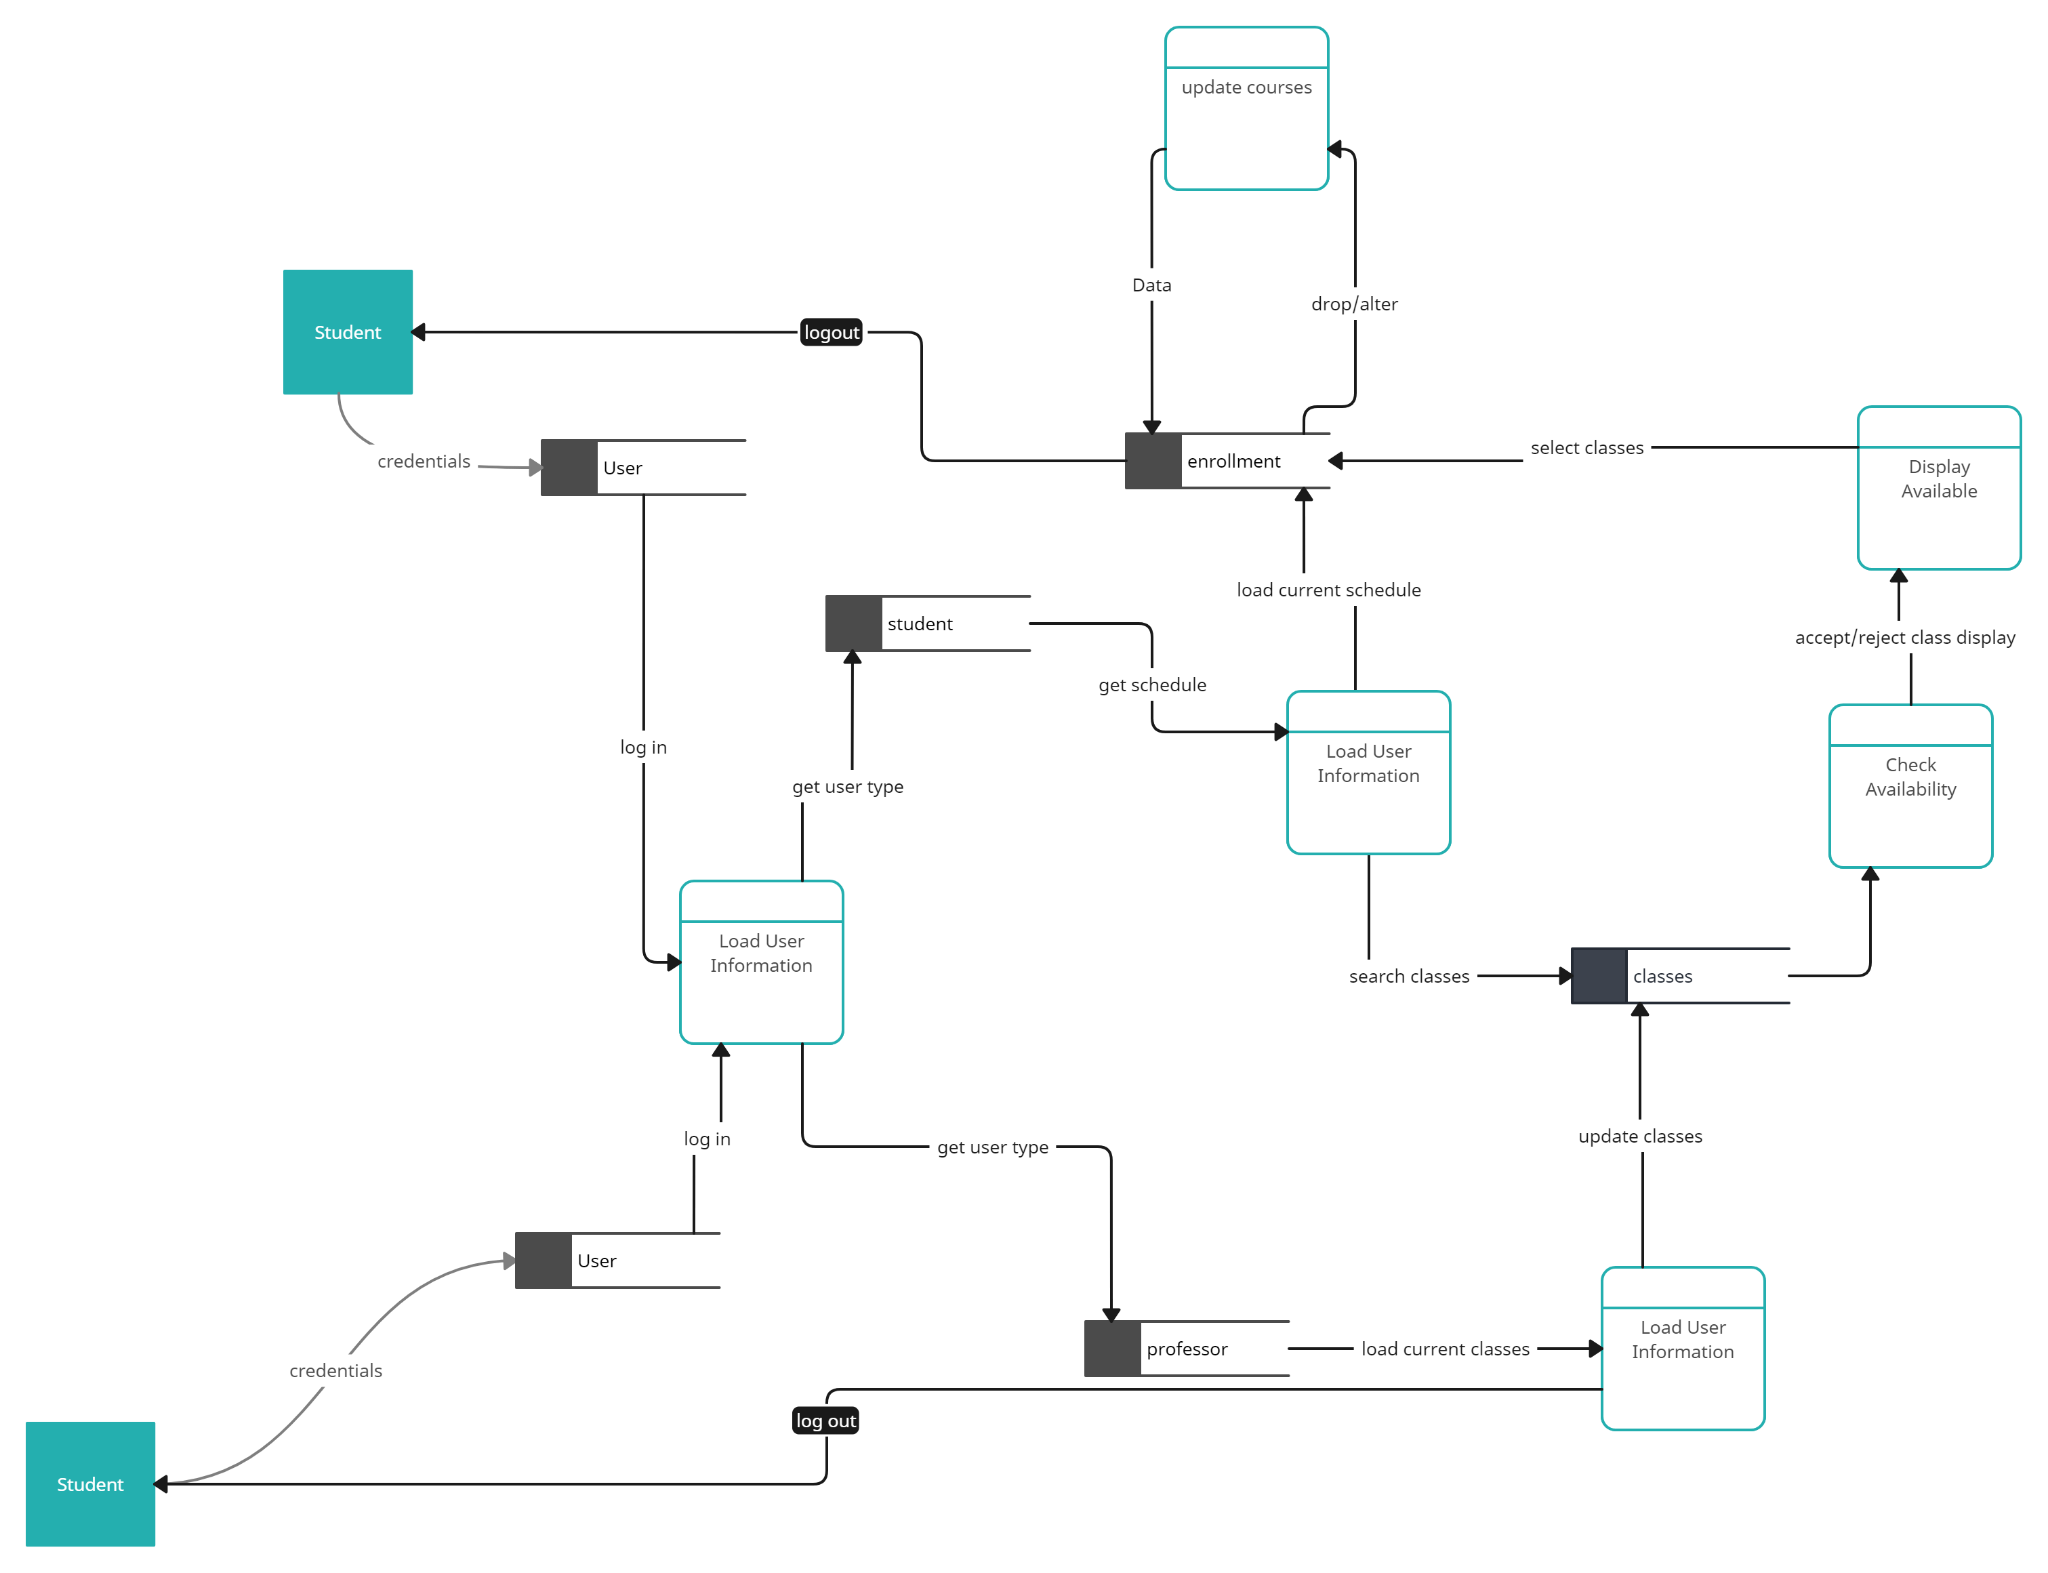 update courses
Data
drop/alter
Student
logout
credentials
User
enrollment
select classes
Display
Available
load current schedule
student
accept/reject class display
get schedule
log in
Load User
Information
get user type
Check
Availability
Load User
Information
search classes
classes
log in
get user type
update classes
User
professor
load current classes
Load User
Information
credentials
log out
Student